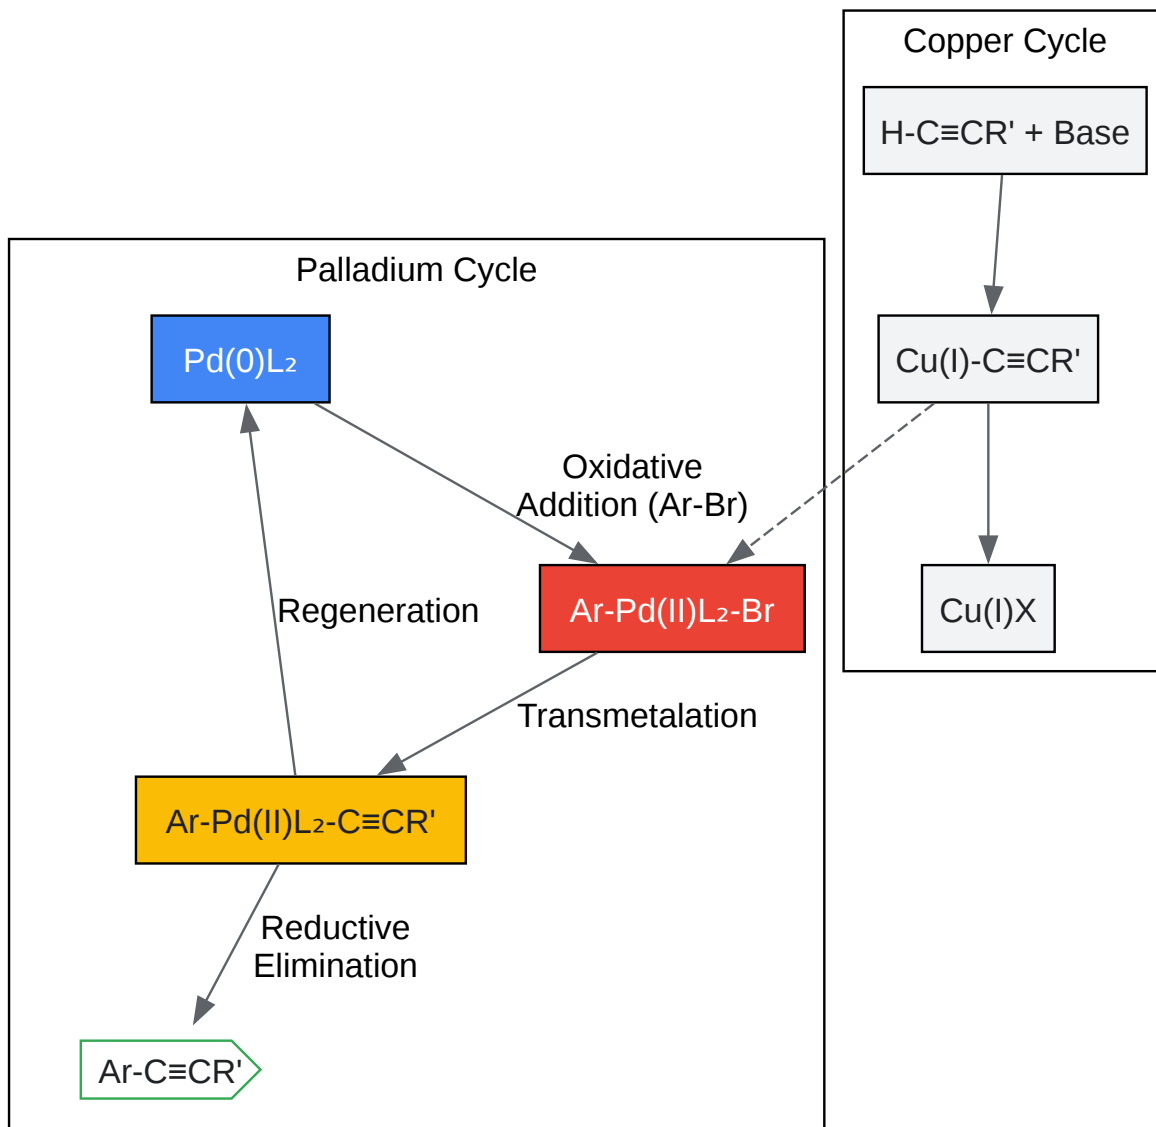 Copper Cycle
H-C≡CR' + Base
Palladium Cycle
Pd(0)L₂
Cu(I)-C≡CR'
Oxidative
Addition (Ar-Br)
Regeneration
Ar-Pd(II)L₂-Br
Cu(I)X
Transmetalation
Ar-Pd(II)L₂-C≡CR'
Reductive
Elimination
Ar-C≡CR'